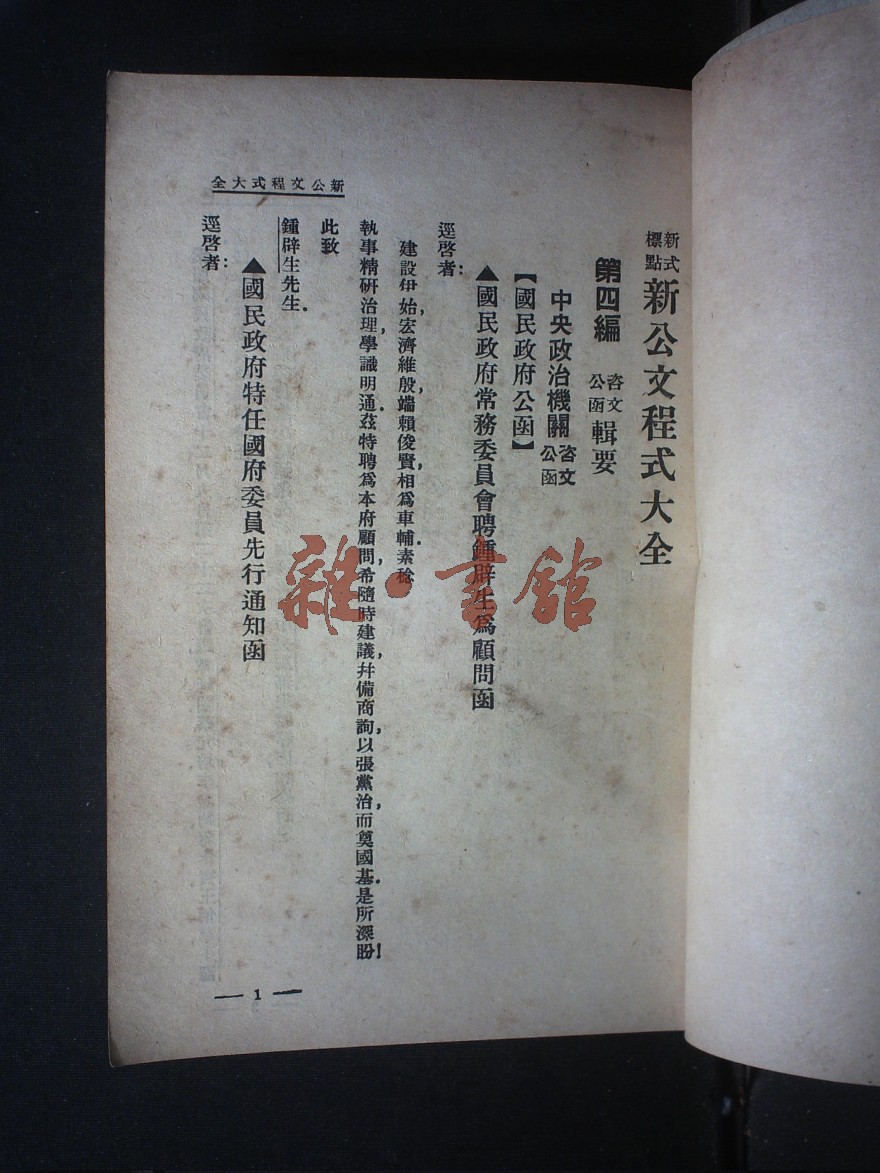 新式標點 新公文程式大全
第四編 咨文公函 輯要
中央政治機關 咨文公函
【國民政府公函】
▲國民政府常務委員會聘鍾辟生爲顧問函
逕啓者:
建設伊始,宏濟維殷,端賴俊賢,相爲車輔.素稔
執事精研治理,學識明通.茲特聘爲本府顧問,希隨時建議,幷備商詢,以張黨治,而奠國基.是所深盼!
此致
鍾辟生先生.
▲國民政府特任國府委員先行通知函
逕啓者:
新公文程式大全
— 1 —
雜·書館